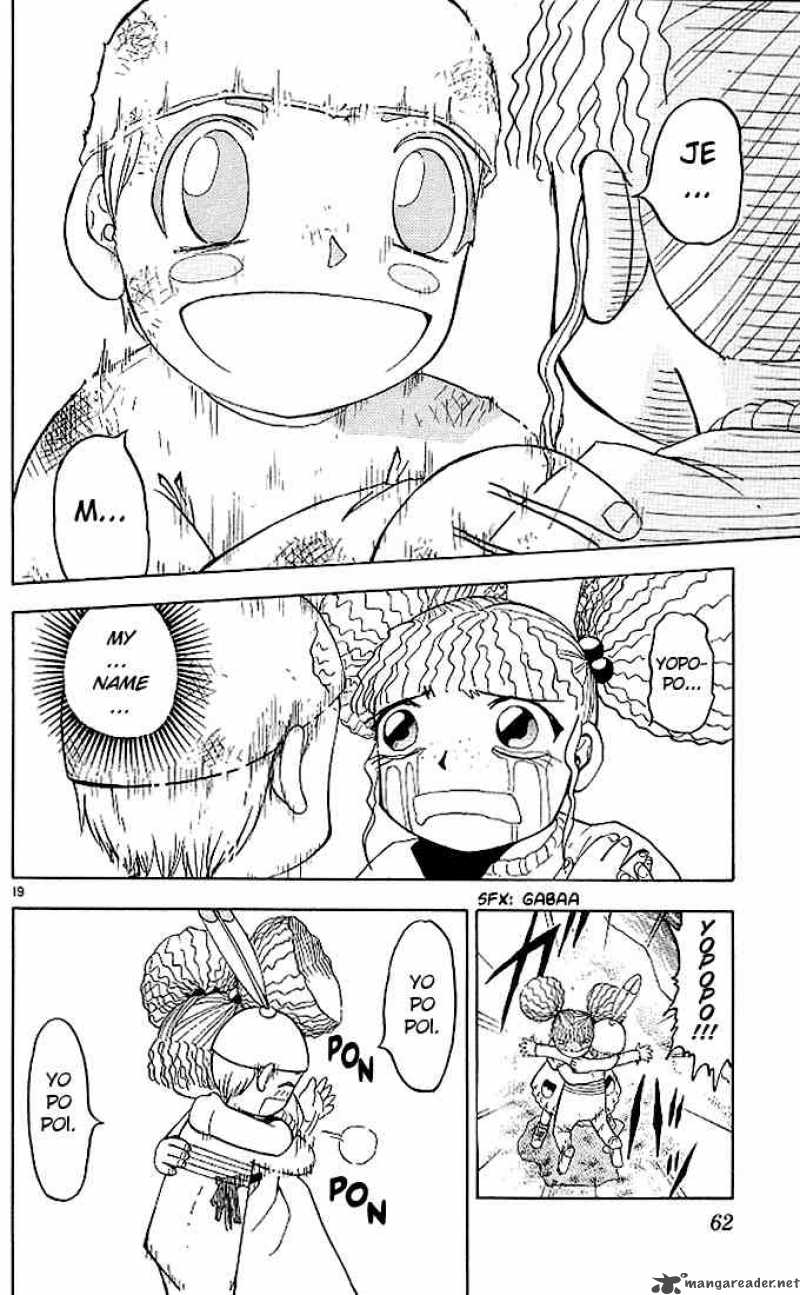 JE
...
M...
YOPO-
PO...
MY
...
NAME
...
19
SFX: GABAA
YOPOPO!!!
YO
PO
POI.
PON
YO
PO
POI.
PON
62
mangareader.net